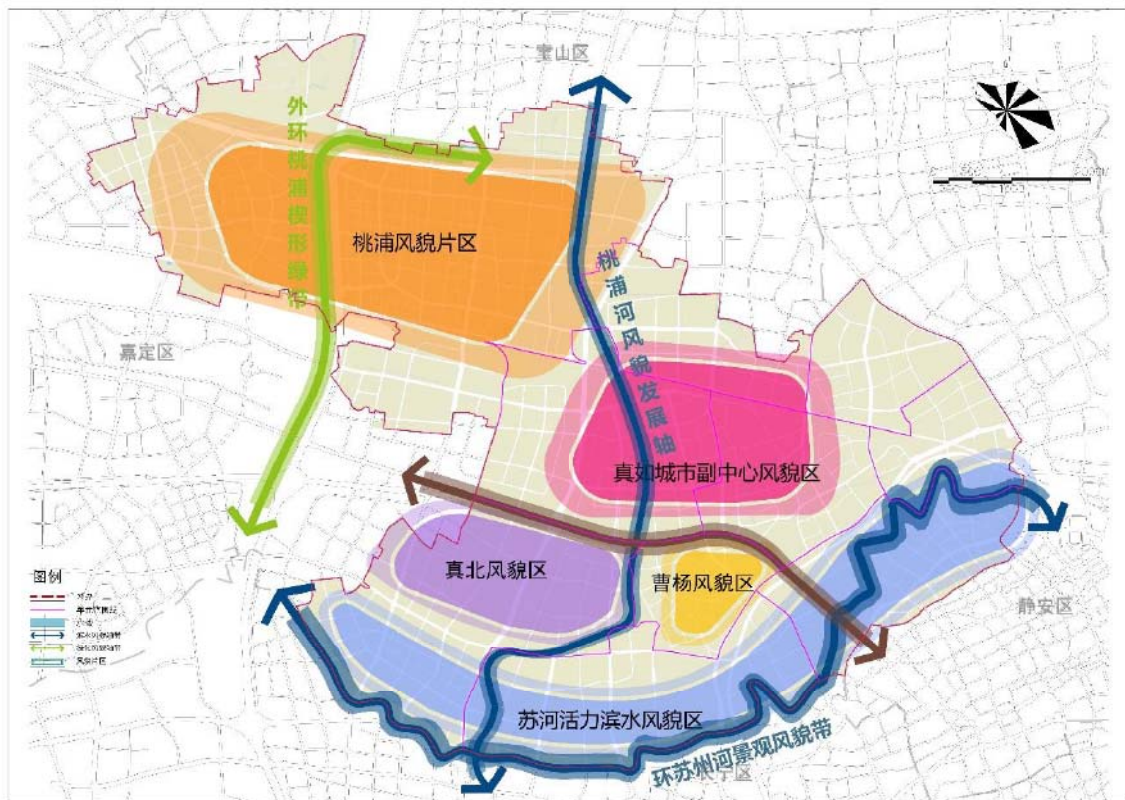 宝山区
外环桃浦楔形绿带
桃浦风貌片区
桃浦河风貌发展轴
嘉定区
真如城市副中心风貌区
真北风貌区
曹杨风貌区
图例
静安区
苏河活力滨水风貌区
环苏州河景观风貌带